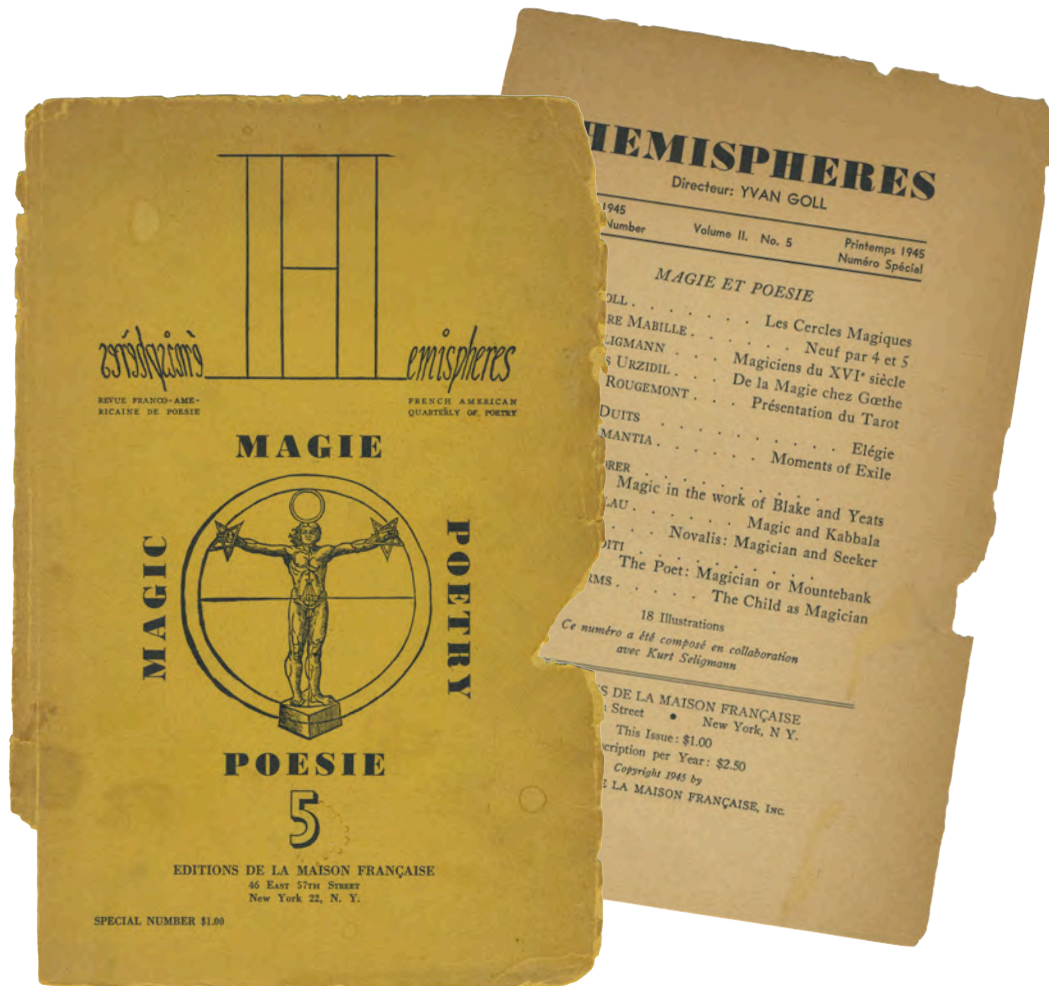 H
emispheres
emispheres
REVUE FRANCO-AME-
RICAINE DE POESIE
FRENCH AMERICAN
QUARTERLY OF POETRY
MAGIE
MAGIC
POETRY
POESIE
5
EDITIONS DE LA MAISON FRANÇAISE
46 EAST 57TH STREET
New York 22, N. Y.
SPECIAL NUMBER $1.00
HEMISPHERES
Directeur: YVAN GOLL
1945
Number
Volume II. No. 5
Printemps 1945
Numéro Spécial
MAGIE ET POESIE
OLL . . . . . . . Les Cercles Magiques
RE MABILLE . . . . . . . Neuf par 4 et 5
LIGMANN . . . Magiciens du XVIe siècle
S URZIDIL . . . . De la Magie chez Gœthe
ROUGEMONT . . . Présentation du Tarot
DUITS . . . . . . . . . . Elégie
MANTIA . . . . . . Moments of Exile
ORER . . . . . . . . . .
Magic in the work of Blake and Yeats
LAU . . . . . . . Magic and Kabbala
. . . Novalis: Magician and Seeker
DITI . . . . . . . . .
The Poet: Magician or Mountebank
RMS . . . . . The Child as Magician
18 Illustrations
Ce numéro a été composé en collaboration
avec Kurt Seligmann
S DE LA MAISON FRANÇAISE
Street • New York, N Y.
This Issue: $1.00
scription per Year: $2.50
Copyright 1945 by
E LA MAISON FRANÇAISE, INC.